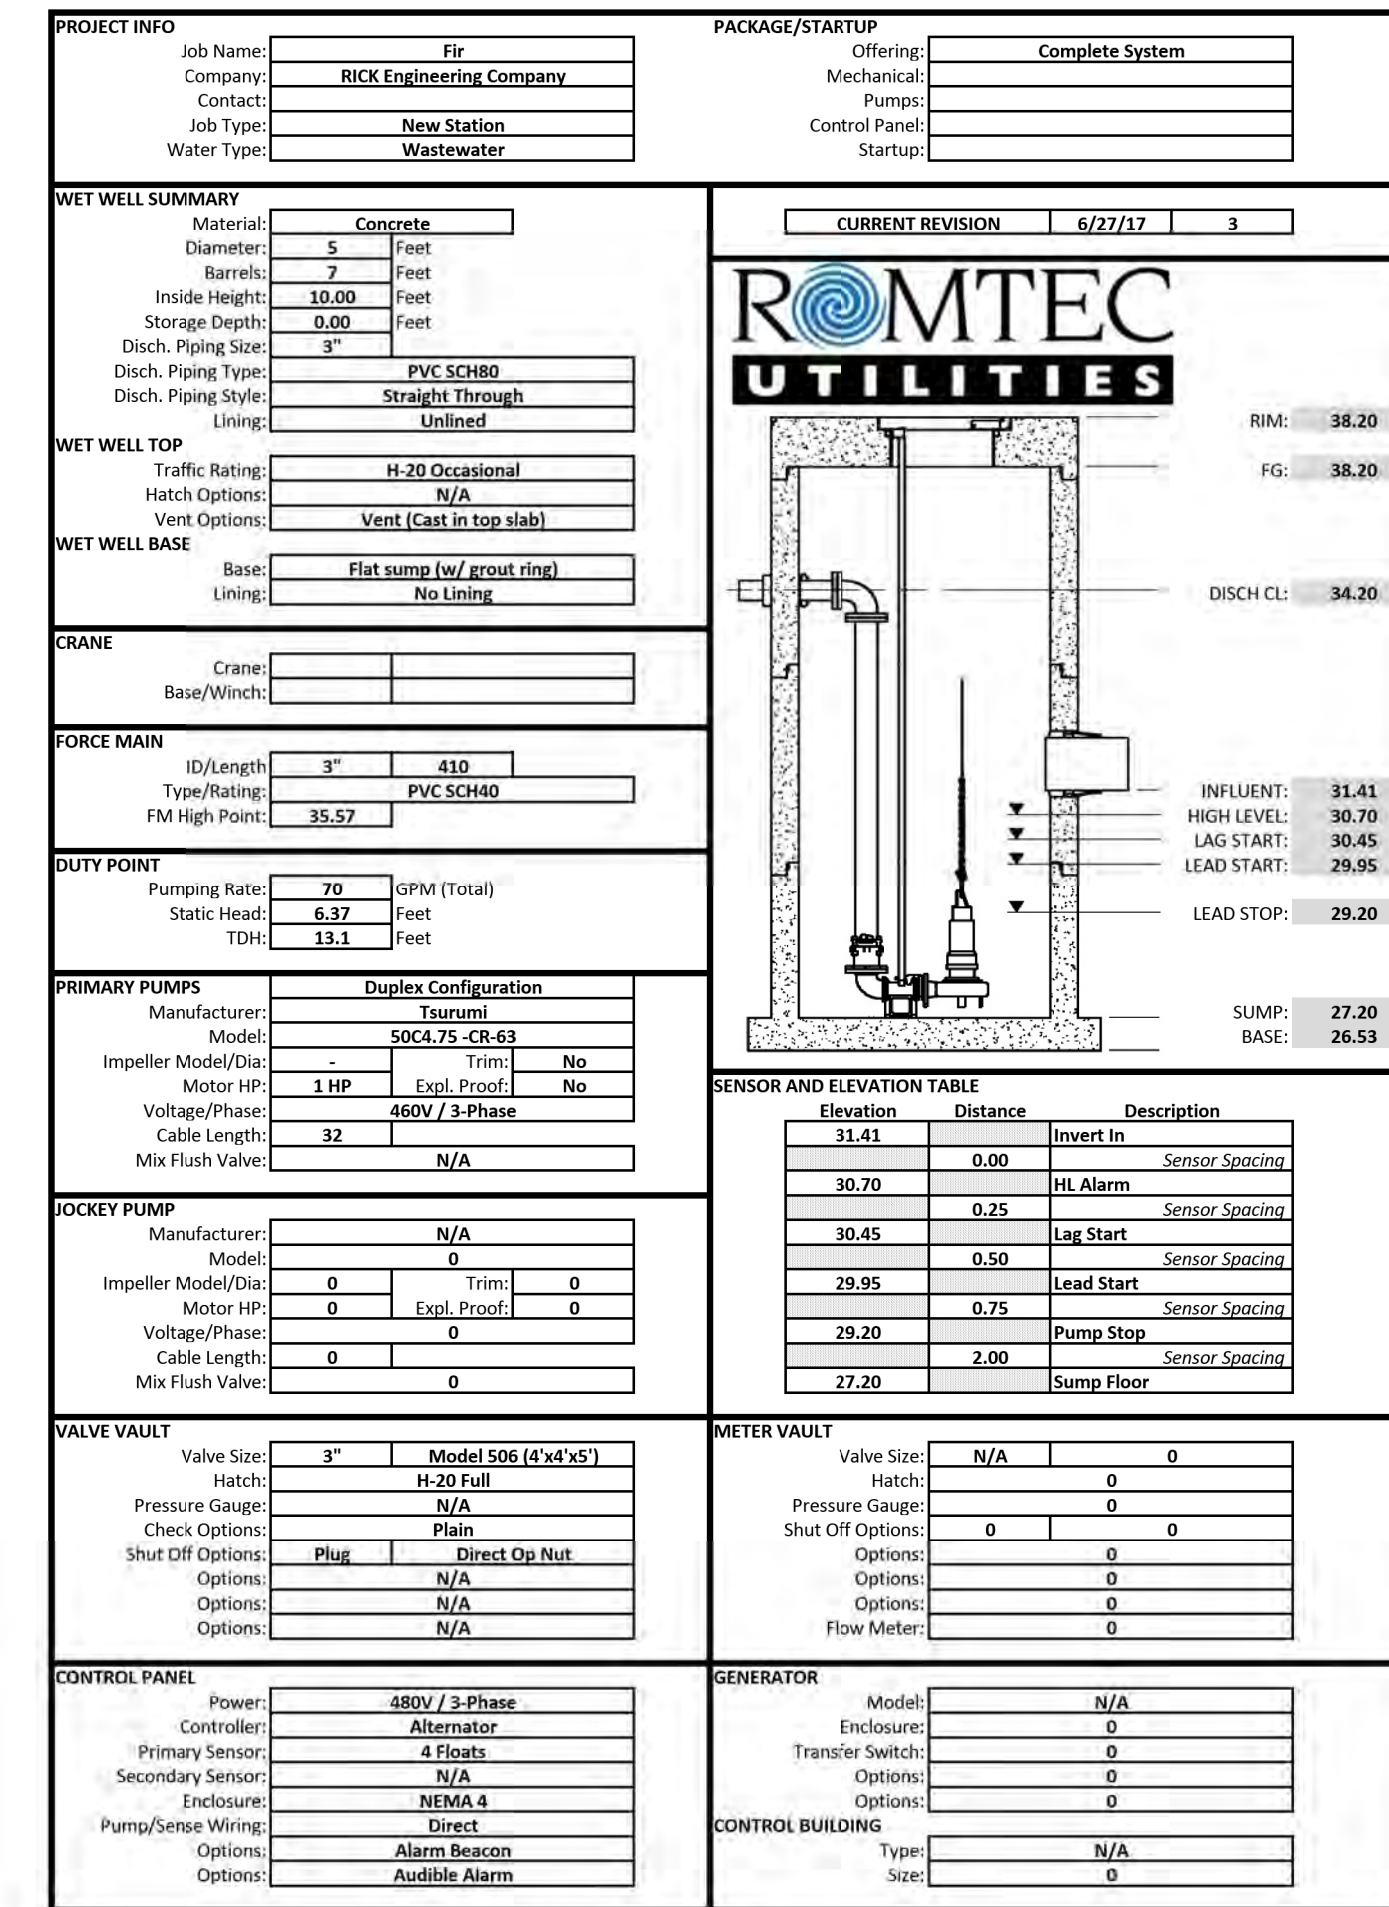 PROJECT INFO
Job Name: Fir
Company: RICK Engineering Company
Contact:
Job Type: New Station
Water Type: Wastewater
PACKAGE/STARTUP
Offering: Complete System
Mechanical:
Pumps:
Control Panel:
Startup:
WET WELL SUMMARY
Material: Concrete
Diameter: 5 Feet
Barrels: 7 Feet
Inside Height: 10.00 Feet
Storage Depth: 0.00 Feet
Disch. Piping Size: 3"
Disch. Piping Type: PVC SCH80
Disch. Piping Style: Straight Through
Lining: Unlined
WET WELL TOP
Traffic Rating: H-20 Occasional
Hatch Options: N/A
Vent Options: Vent (Cast in top slab)
WET WELL BASE
Base: Flat sump (w/ grout ring)
Lining: No Lining
CRANE
Crane:
Base/Winch:
FORCE MAIN
ID/Length 3" 410
Type/Rating: PVC SCH40
FM High Point: 35.57
DUTY POINT
Pumping Rate: 70 GPM (Total)
Static Head: 6.37 Feet
TDH: 13.1 Feet
CURRENT REVISION 6/27/17 3
ROMTEC
UTILITIES
RIM: 38.20
FG: 38.20
DISCH CL: 34.20
INFLUENT: 31.41
HIGH LEVEL: 30.70
LAG START: 30.45
LEAD START: 29.95
LEAD STOP: 29.20
SUMP: 27.20
BASE: 26.53
PRIMARY PUMPS Duplex Configuration
Manufacturer: Tsurumi
Model: 50C4.75 -CR-63
Impeller Model/Dia: - Trim: No
Motor HP: 1 HP Expl. Proof: No
Voltage/Phase: 460V / 3-Phase
Cable Length: 32
Mix Flush Valve: N/A
JOCKEY PUMP
Manufacturer: N/A
Model: 0
Impeller Model/Dia: 0 Trim: 0
Motor HP: 0 Expl. Proof: 0
Voltage/Phase: 0
Cable Length: 0
Mix Flush Valve: 0
SENSOR AND ELEVATION TABLE
Elevation Distance Description
31.41 Invert In
0.00 Sensor Spacing
30.70 HL Alarm
0.25 Sensor Spacing
30.45 Lag Start
0.50 Sensor Spacing
29.95 Lead Start
0.75 Sensor Spacing
29.20 Pump Stop
2.00 Sensor Spacing
27.20 Sump Floor
VALVE VAULT
Valve Size: 3" Model 506 (4'x4'x5')
Hatch: H-20 Full
Pressure Gauge: N/A
Check Options: Plain
Shut Off Options: Plug Direct Op Nut
Options: N/A
Options: N/A
Options: N/A
METER VAULT
Valve Size: N/A 0
Hatch: 0
Pressure Gauge: 0
Shut Off Options: 0 0
Options: 0
Options: 0
Options: 0
Flow Meter: 0
CONTROL PANEL
Power: 480V / 3-Phase
Controller: Alternator
Primary Sensor: 4 Floats
Secondary Sensor: N/A
Enclosure: NEMA 4
Pump/Sense Wiring: Direct
Options: Alarm Beacon
Options: Audible Alarm
GENERATOR
Model: N/A
Enclosure: 0
Transfer Switch: 0
Options: 0
Options: 0
CONTROL BUILDING
Type: N/A
Size: 0